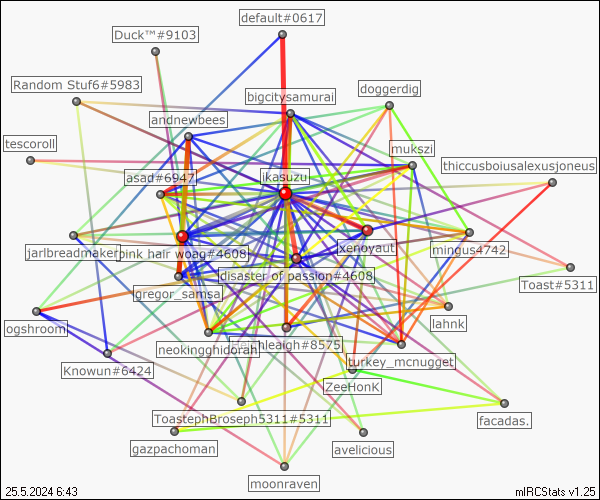 default#0617
Duck™#9103
Random Stuf6#5983
doggerdig
bigcitysamurai
andnewbees
tescoroll
mukszi
thiccusboiusalexusjoneus
asad#6947
ikasuzu
jarlbreadmaker
pink hair woag#4608
xenoyaut
mingus4742
disaster of passion#4608
Toast#5311
gregor_samsa
ogshroom
lahnk
neokingghidorah
leighleigh#8575
turkey_mcnugget
Knowun#6424
ZeeHonK
ToastephBroseph5311#5311
facadas.
gazpachoman
avelicious
moonraven
25.5.2024 6:43
mIRCStats v1.25